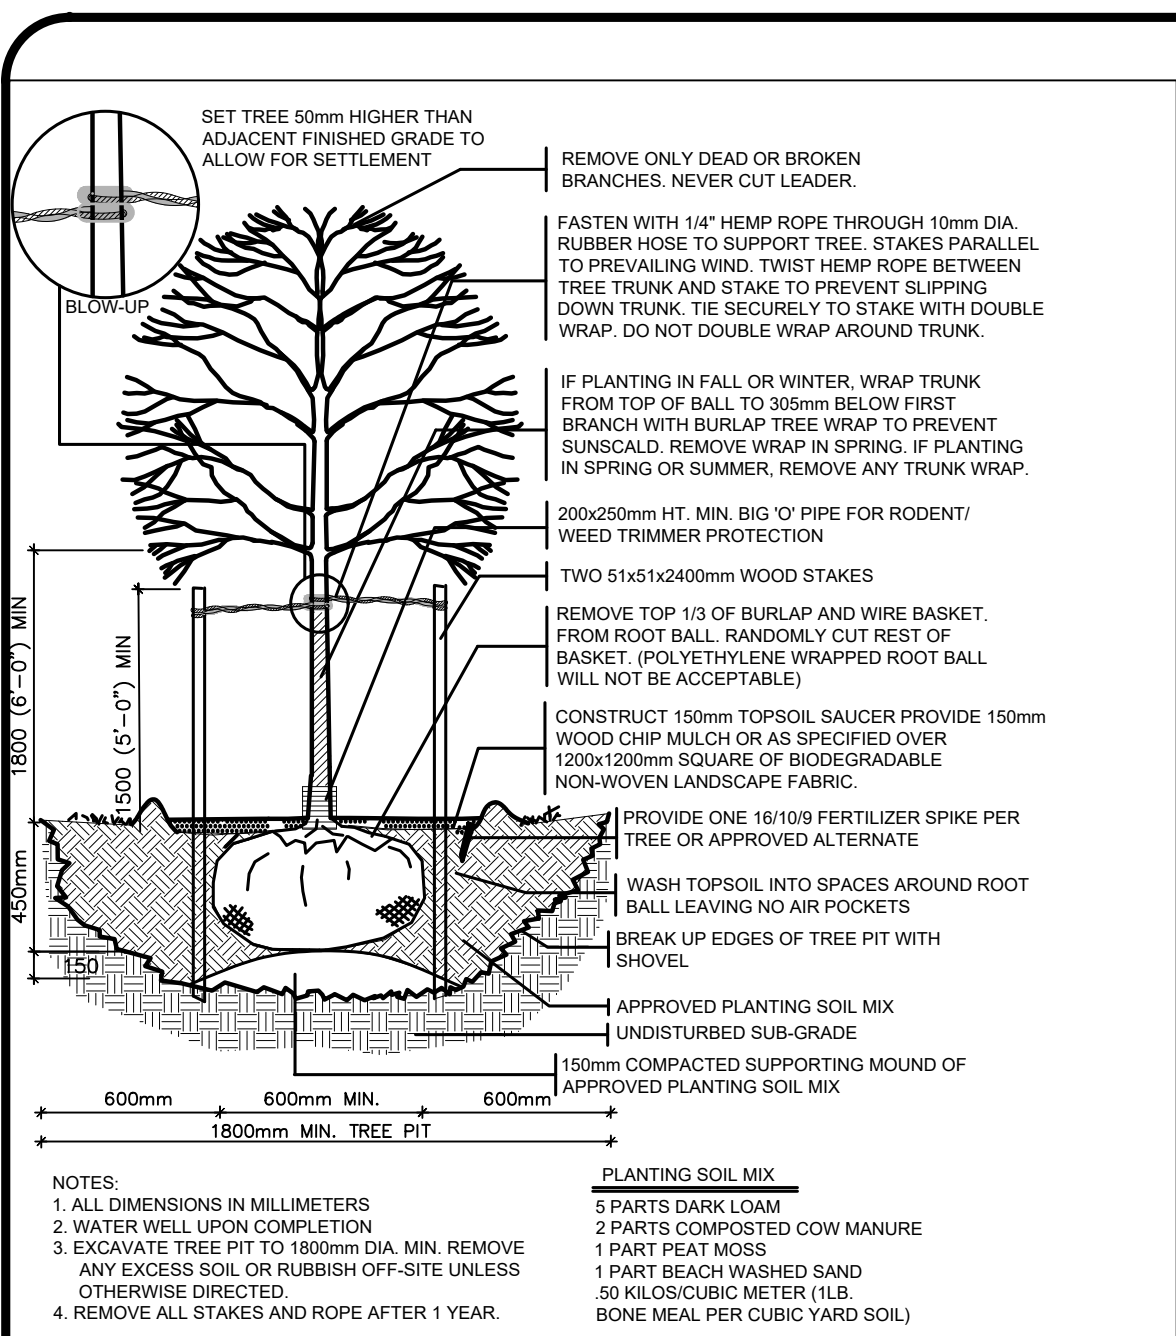 SET TREE 50mm HIGHER THAN
ADJACENT FINISHED GRADE TO
ALLOW FOR SETTLEMENT
BLOW-UP
REMOVE ONLY DEAD OR BROKEN
BRANCHES. NEVER CUT LEADER.
FASTEN WITH 1/4" HEMP ROPE THROUGH 10mm DIA.
RUBBER HOSE TO SUPPORT TREE. STAKES PARALLEL
TO PREVAILING WIND. TWIST HEMP ROPE BETWEEN
TREE TRUNK AND STAKE TO PREVENT SLIPPING
DOWN TRUNK. TIE SECURELY TO STAKE WITH DOUBLE
WRAP. DO NOT DOUBLE WRAP AROUND TRUNK.
IF PLANTING IN FALL OR WINTER, WRAP TRUNK
FROM TOP OF BALL TO 305mm BELOW FIRST
BRANCH WITH BURLAP TREE WRAP TO PREVENT
SUNSCALD. REMOVE WRAP IN SPRING. IF PLANTING
IN SPRING OR SUMMER, REMOVE ANY TRUNK WRAP.
200x250mm HT. MIN. BIG 'O' PIPE FOR RODENT/
WEED TRIMMER PROTECTION
TWO 51x51x2400mm WOOD STAKES
REMOVE TOP 1/3 OF BURLAP AND WIRE BASKET.
FROM ROOT BALL. RANDOMLY CUT REST OF
BASKET. (POLYETHYLENE WRAPPED ROOT BALL
WILL NOT BE ACCEPTABLE)
CONSTRUCT 150mm TOPSOIL SAUCER PROVIDE 150mm
WOOD CHIP MULCH OR AS SPECIFIED OVER
1200x1200mm SQUARE OF BIODEGRADABLE
NON-WOVEN LANDSCAPE FABRIC.
PROVIDE ONE 16/10/9 FERTILIZER SPIKE PER
TREE OR APPROVED ALTERNATE
WASH TOPSOIL INTO SPACES AROUND ROOT
BALL LEAVING NO AIR POCKETS
BREAK UP EDGES OF TREE PIT WITH
SHOVEL
APPROVED PLANTING SOIL MIX
UNDISTURBED SUB-GRADE
150mm COMPACTED SUPPORTING MOUND OF
APPROVED PLANTING SOIL MIX
1800 (6'-0") MIN
1500 (5'-0") MIN
450mm
150
600mm
600mm MIN.
600mm
1800mm MIN. TREE PIT
NOTES:
1. ALL DIMENSIONS IN MILLIMETERS
2. WATER WELL UPON COMPLETION
3. EXCAVATE TREE PIT TO 1800mm DIA. MIN. REMOVE
ANY EXCESS SOIL OR RUBBISH OFF-SITE UNLESS
OTHERWISE DIRECTED.
4. REMOVE ALL STAKES AND ROPE AFTER 1 YEAR.
PLANTING SOIL MIX
5 PARTS DARK LOAM
2 PARTS COMPOSTED COW MANURE
1 PART PEAT MOSS
1 PART BEACH WASHED SAND
.50 KILOS/CUBIC METER (1LB.
BONE MEAL PER CUBIC YARD SOIL)